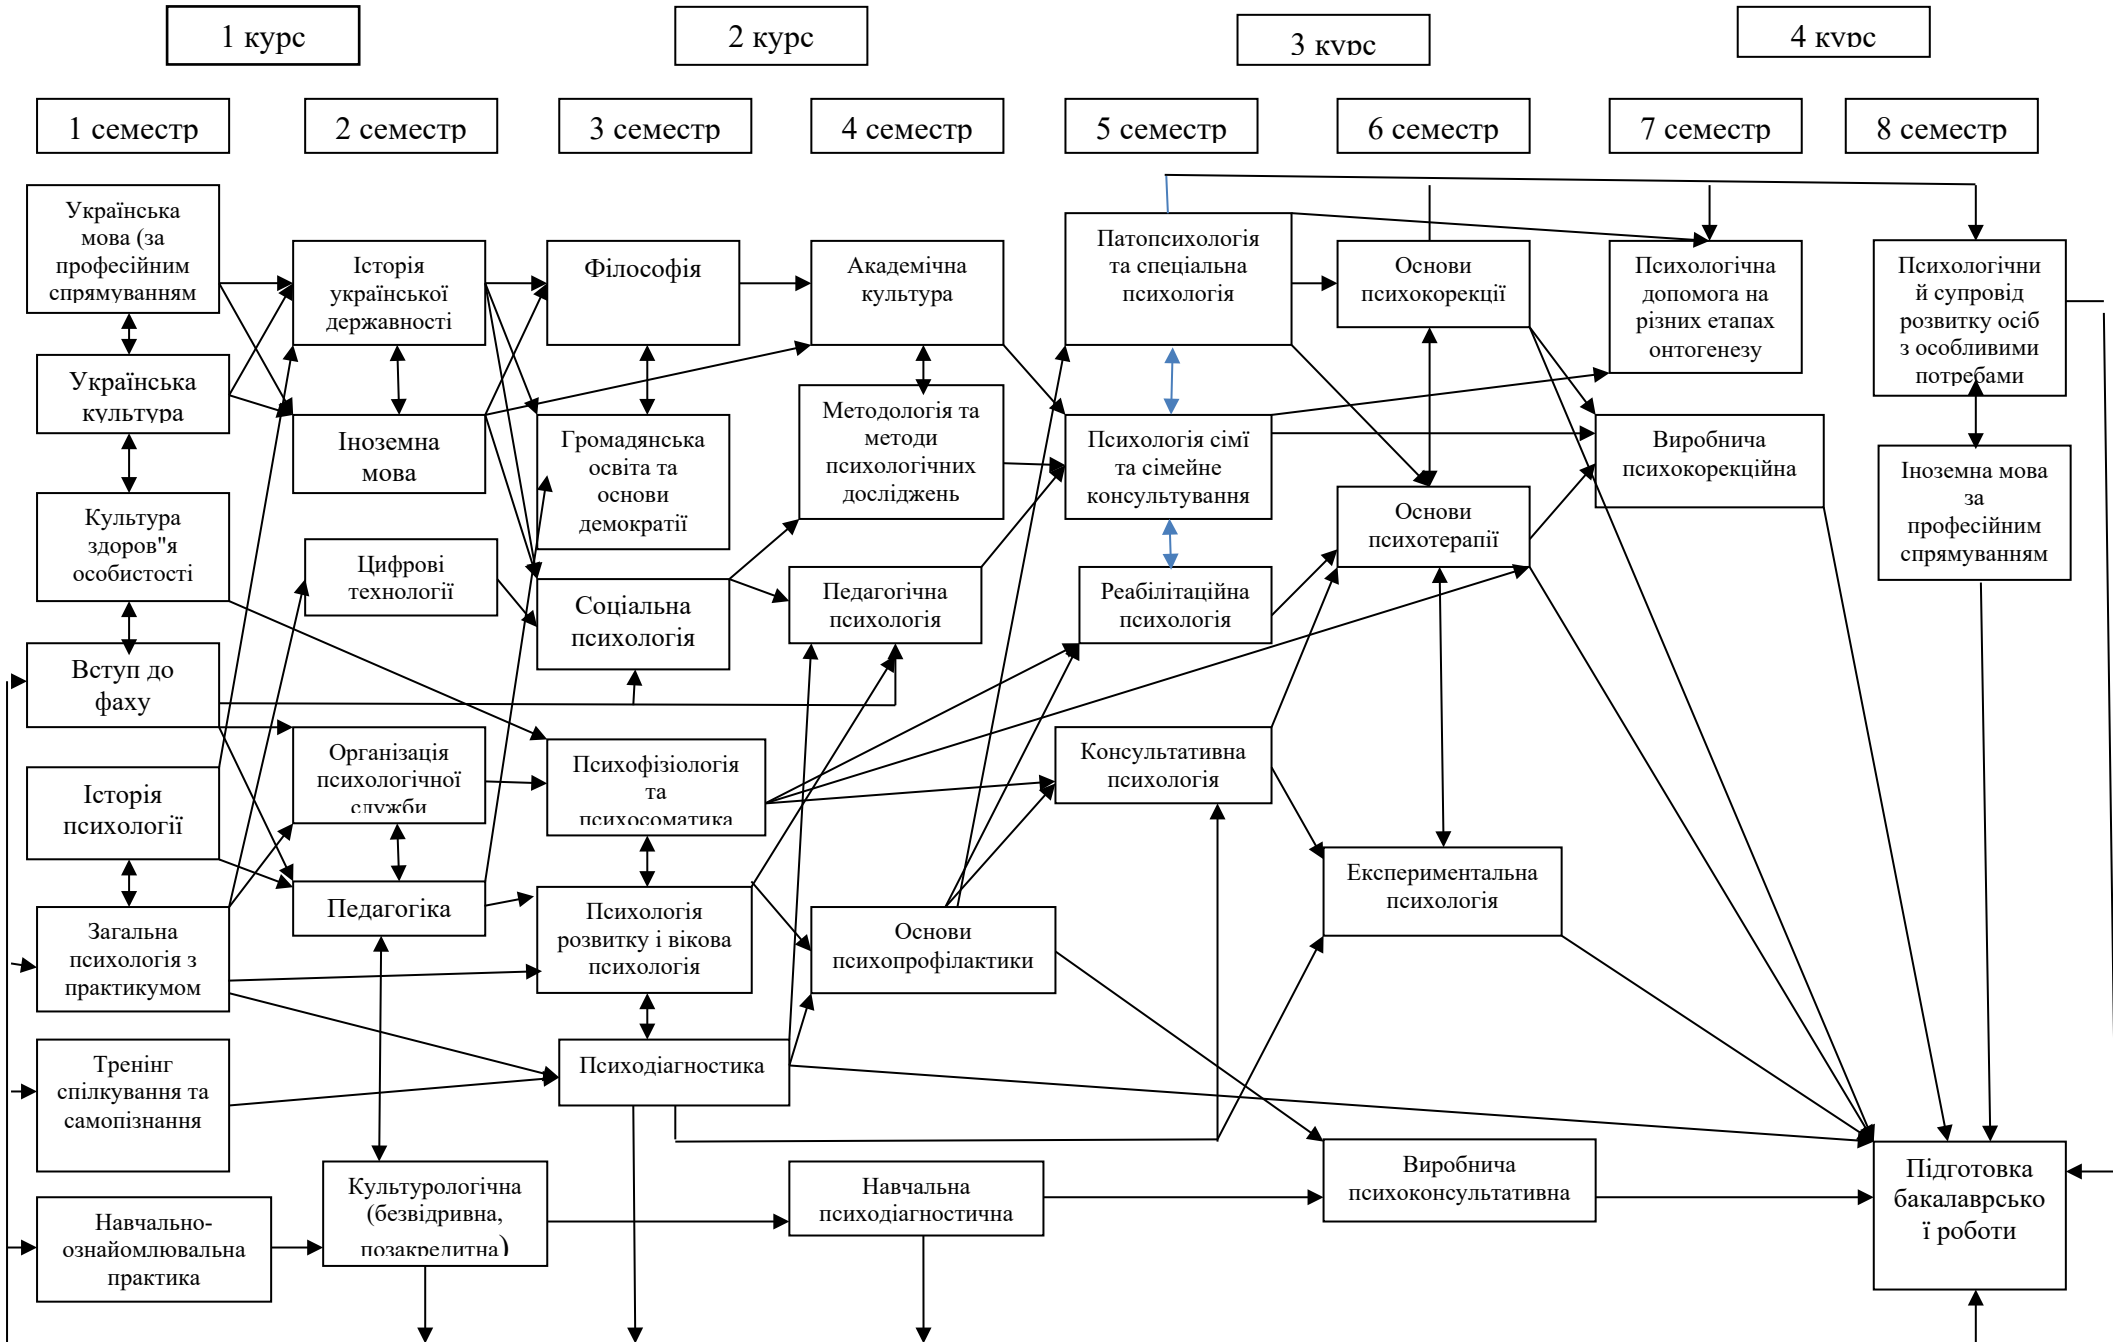 1 курс
2 курс
3 курс
4 курс
1 семестр
2 семестр
3 семестр
4 семестр
5 семестр
6 семестр
7 семестр
8 семестр
Українська
мова (за
професійним
спрямуванням
Українська
культура
Культура
здоров"я
особистості
Вступ до
фаху
Історія
психології
Загальна
психологія з
практикумом
Тренінг
спілкування та
самопізнання
Навчально-
ознайомлювальна
практика
Історія
української
державності
Іноземна
мова
Цифрові
технології
Організація
психологічної
служби
Педагогіка
Культурологічна
(безвідривна,
позакредитна)
Філософія
Громадянська
освіта та
основи
демократії
Соціальна
психологія
Психофізіологія
та
психосоматика
Психологія
розвитку і вікова
психологія
Психодіагностика
Академічна
культура
Методологія та
методи
психологічних
досліджень
Педагогічна
психологія
Основи
психопрофілактики
Навчальна
психодіагностична
Патопсихологія
та спеціальна
психологія
Психологія сімї
та сімейне
консультування
Реабілітаційна
психологія
Консультативна
психологія
Основи
психокорекції
Основи
психотерапії
Експериментальна
психологія
Виробнича
психоконсультативна
Психологічна
допомога на
різних етапах
онтогенезу
Виробнича
психокорекційна
Психологічни
й супровід
розвитку осіб
з особливими
потребами
Іноземна мова
за
професійним
спрямуванням
Підготовка
бакалаврсько
ї роботи